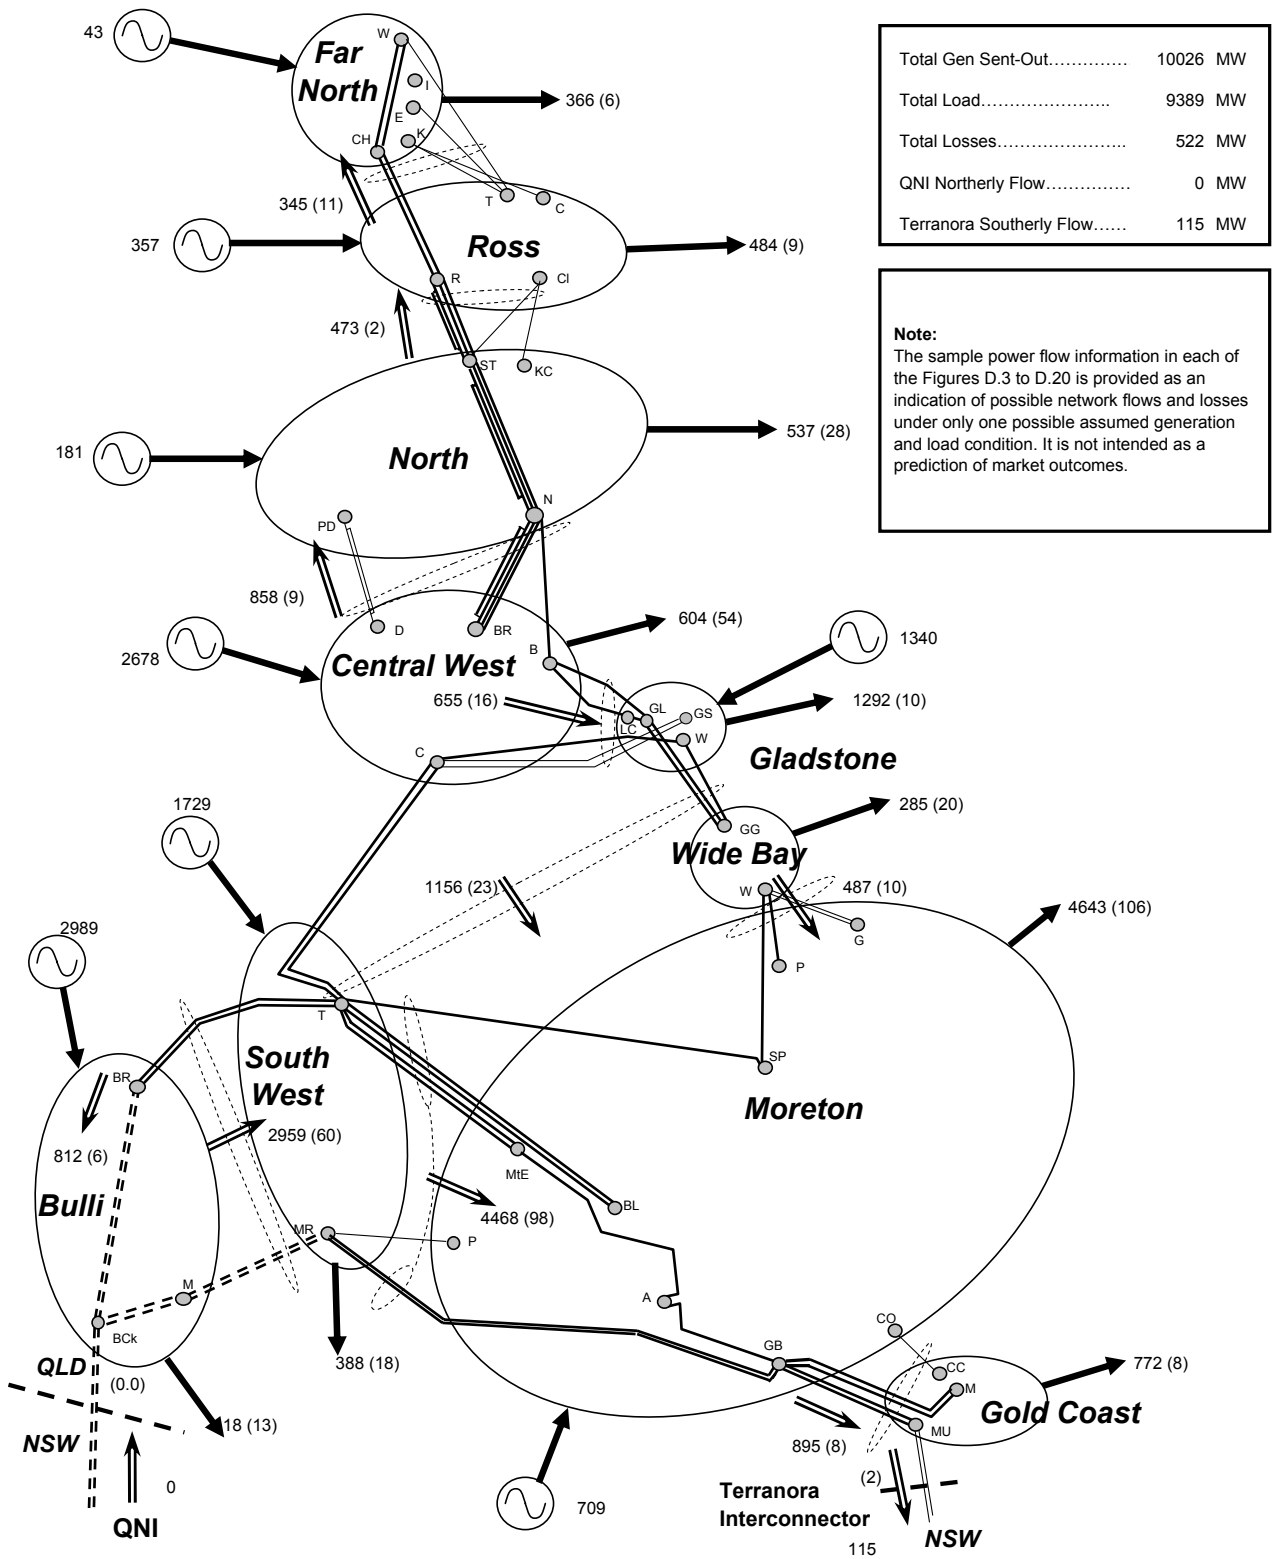 43
W
Far
North
I
E
K
CH
366 (6)
Total Gen Sent-Out………….. 10026 MW
Total Load………………….. 9389 MW
Total Losses………………….. 522 MW
QNI Northerly Flow…………… 0 MW
Terranora Southerly Flow…… 115 MW
345 (11)
T
C
357
Ross
484 (9)
R
CI
473 (2)
ST
KC
Note:
The sample power flow information in each of
the Figures D.3 to D.20 is provided as an
indication of possible network flows and losses
under only one possible assumed generation
and load condition. It is not intended as a
prediction of market outcomes.
181
North
537 (28)
N
PD
858 (9)
D
BR
604 (54)
2678
Central West
B
1340
655 (16)
LC
GL
GS
W
1292 (10)
C
Gladstone
1729
285 (20)
GG
Wide Bay
1156 (23)
W
487 (10)
4643 (106)
G
P
2989
T
SP
BR
South
West
Moreton
812 (6)
2959 (60)
MtE
Bulli
BL
4468 (98)
MR
P
M
A
BCk
CO
388 (18)
GB
CC
772 (8)
QLD
(0.0)
M
Gold Coast
18 (13)
MU
NSW
895 (8)
(2)
0
Terranora
Interconnector
709
QNI
NSW
115